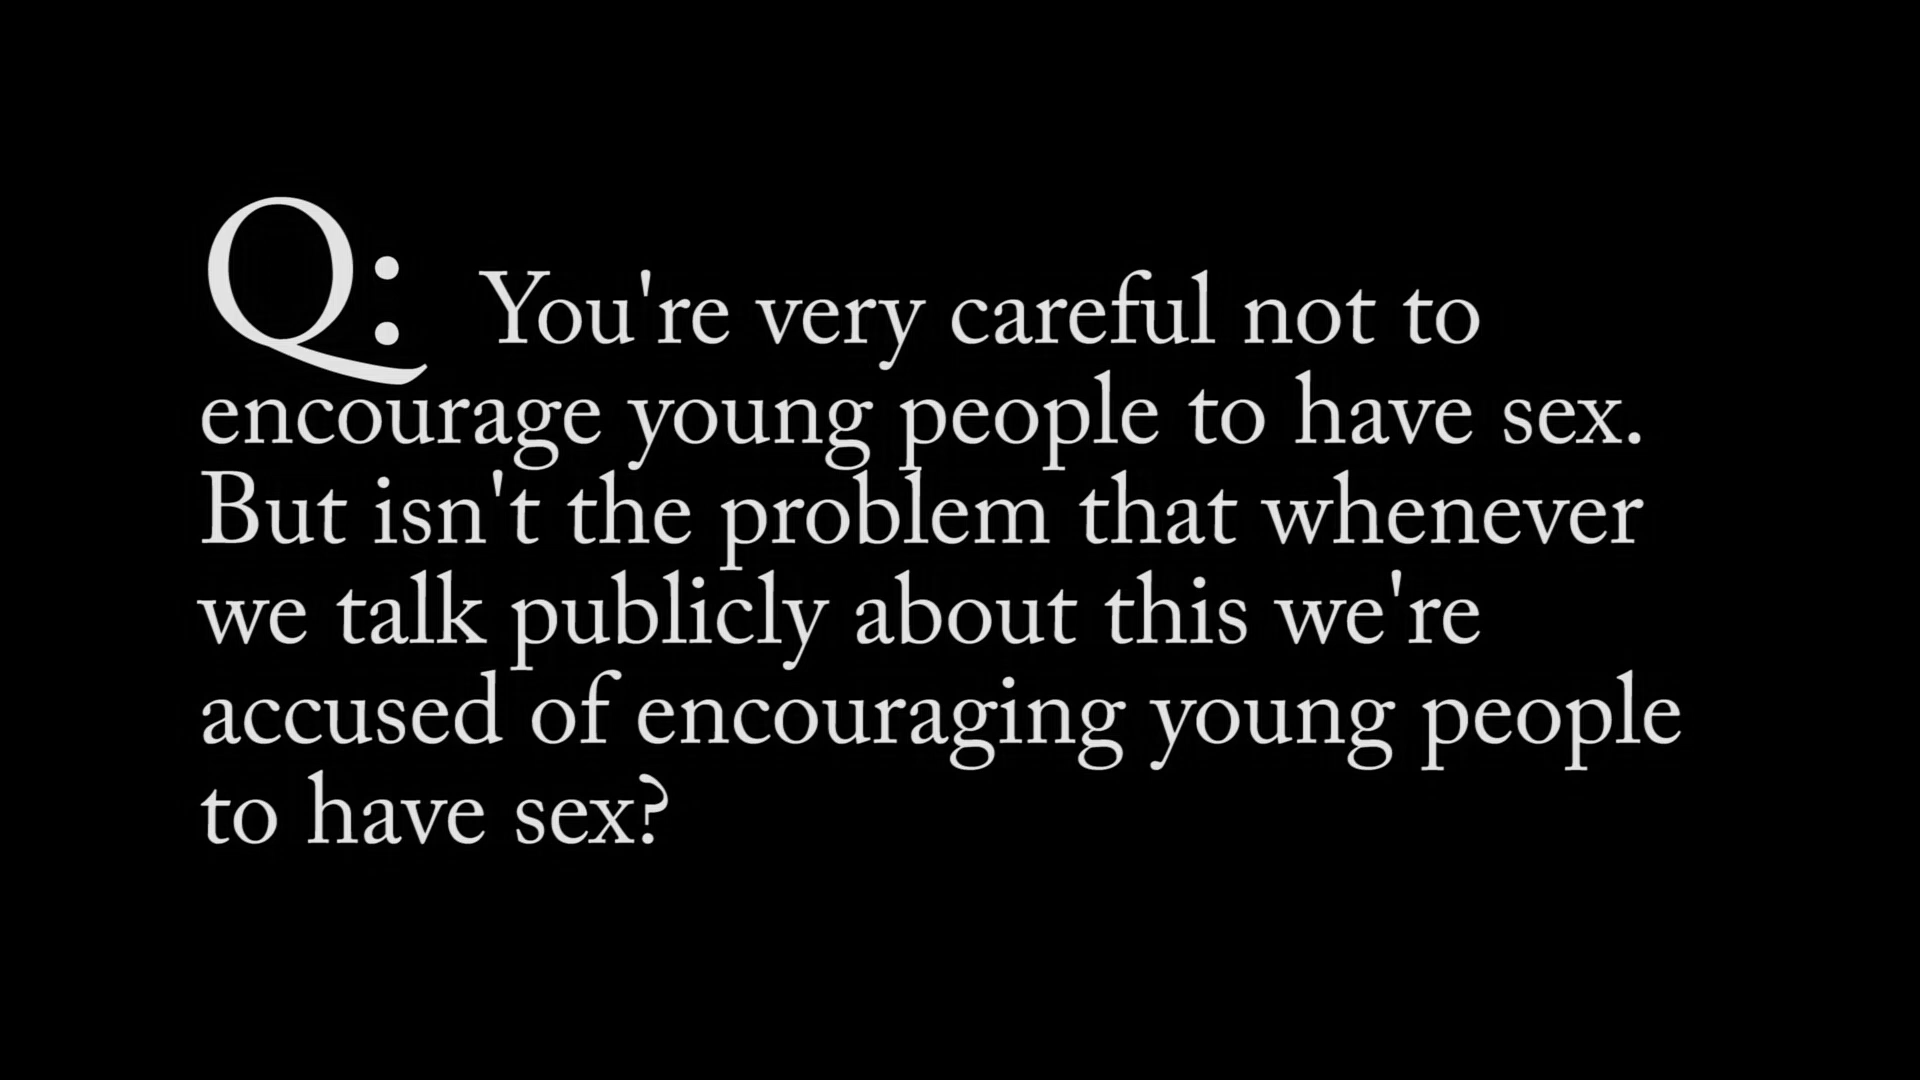 Q: You're very careful not to
encourage young people to have sex.
But isn't the problem that whenever
we talk publicly about this we're
accused of encouraging young people
to have sex?